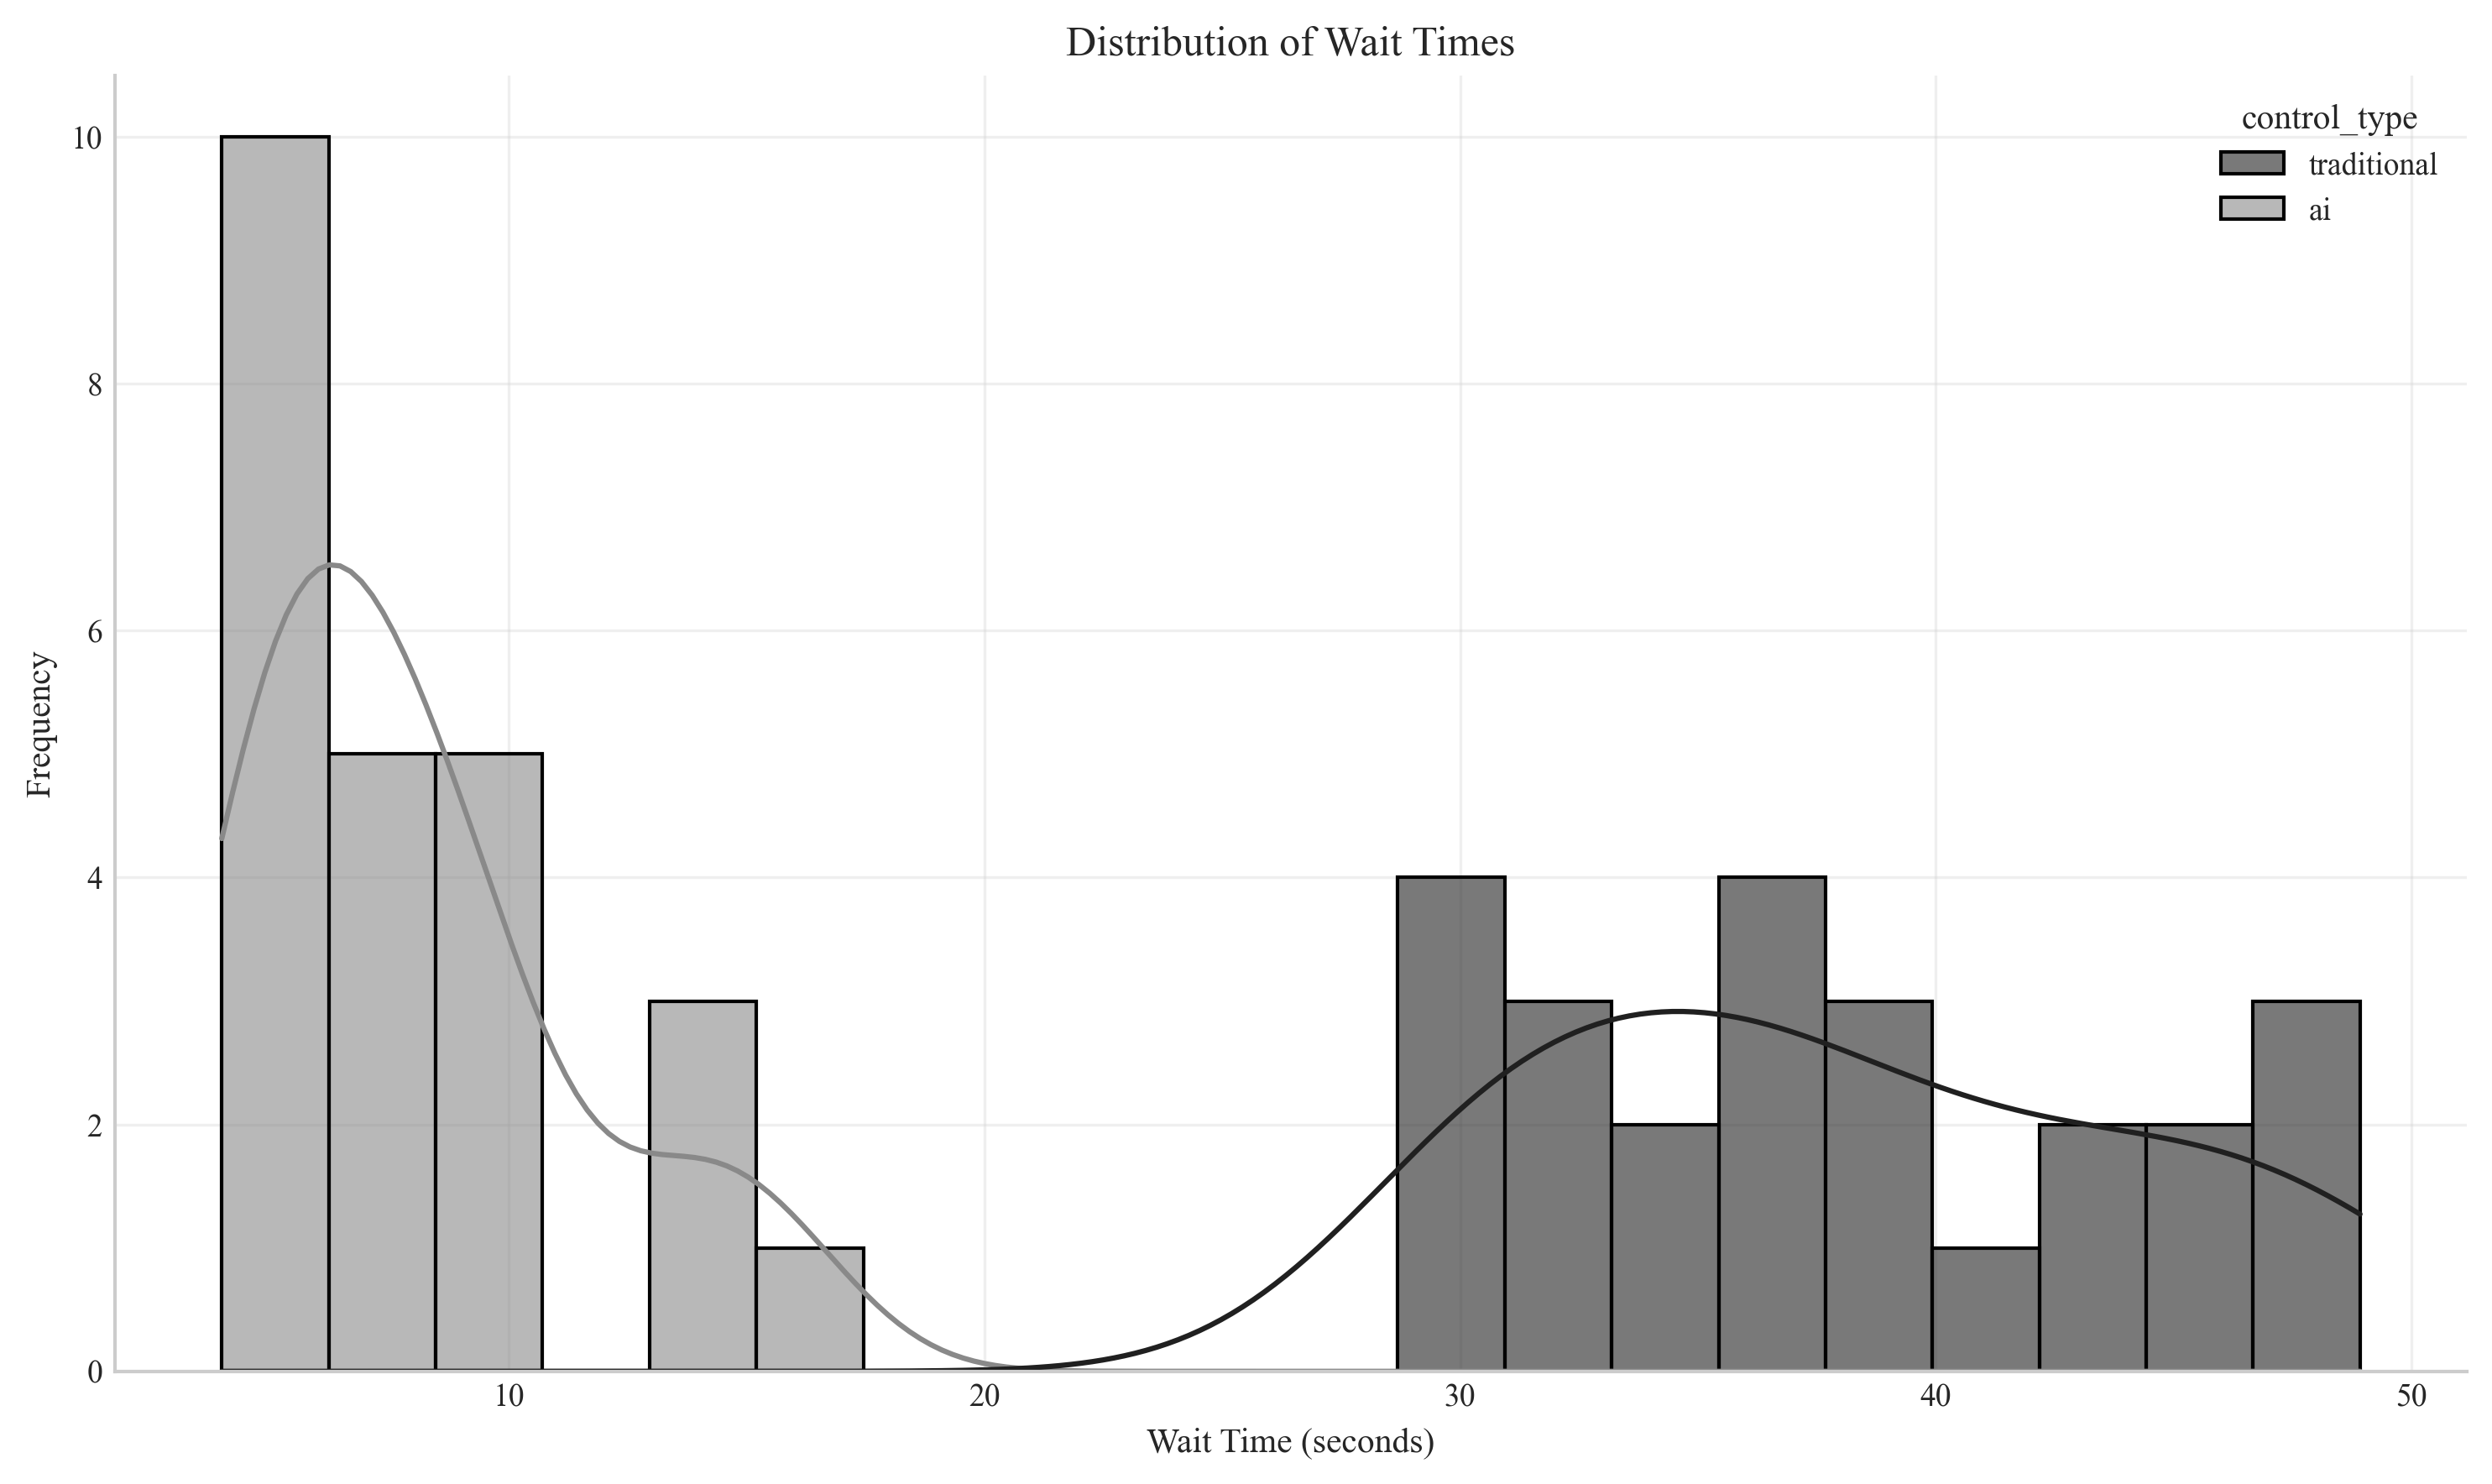 Distribution of Wait Times
control_type
traditional
ai
Frequency
10
8
6
4
2
0
10 20 30 40 50
Wait Time (seconds)